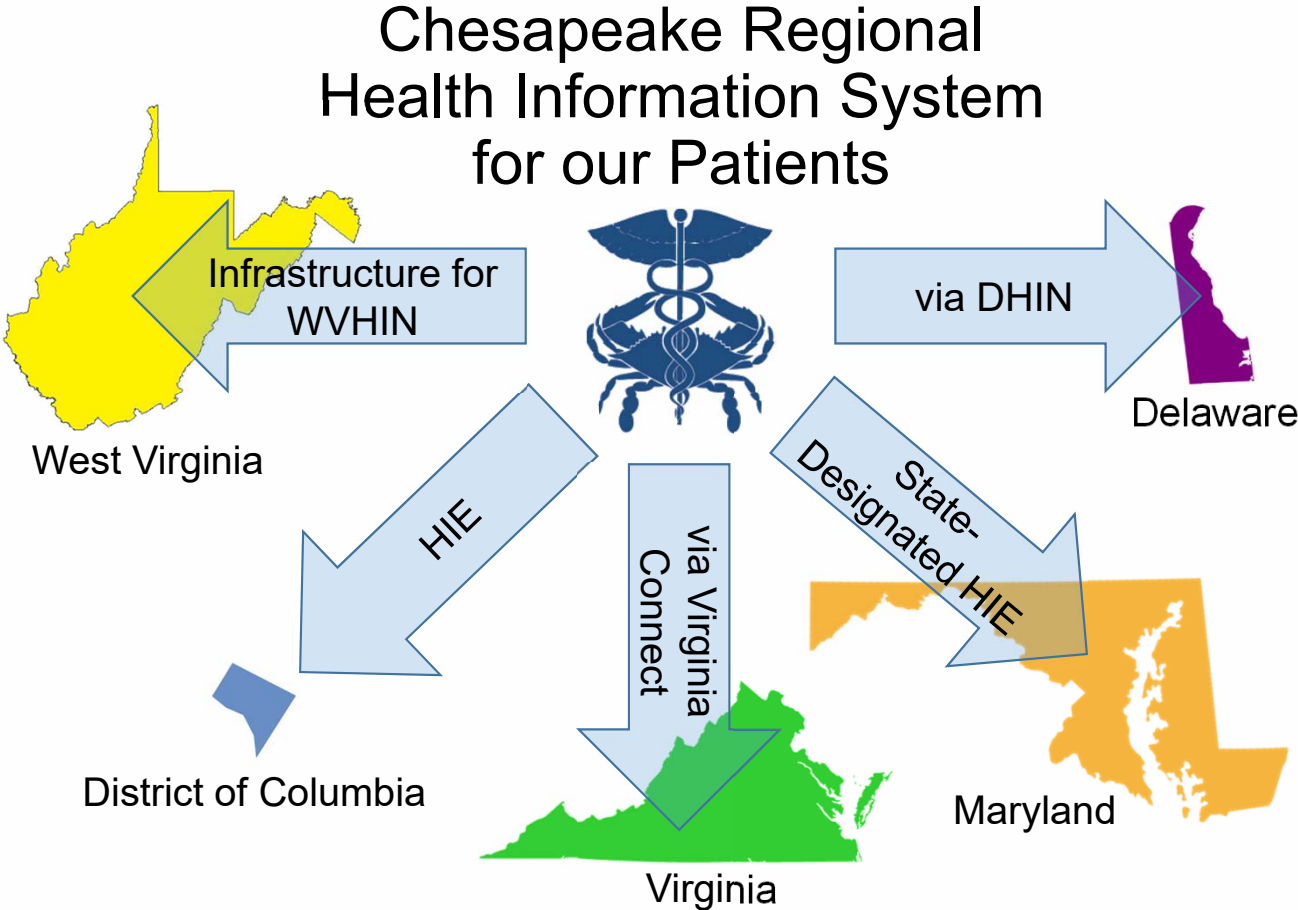 Chesapeake Regional
Health Information System
for our Patients
Infrastructure for
WVHIN
via DHIN
Delaware
West Virginia
HIE
via Virginia
Connect
State-
Designated HIE
District of Columbia
Maryland
Virginia